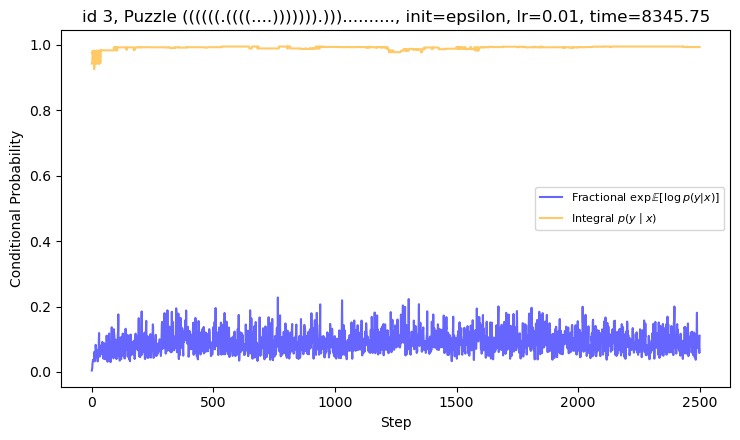 id 3, Puzzle ((((((.((((....))))))).))).........., init=epsilon, lr=0.01, time=8345.75
1.0
0.8
0.6
0.4
0.2
0.0
Conditional Probability
Fractional exp𝔼[log p(y|x)]
Integral p(y | x)
0
500
1000
1500
2000
2500
Step